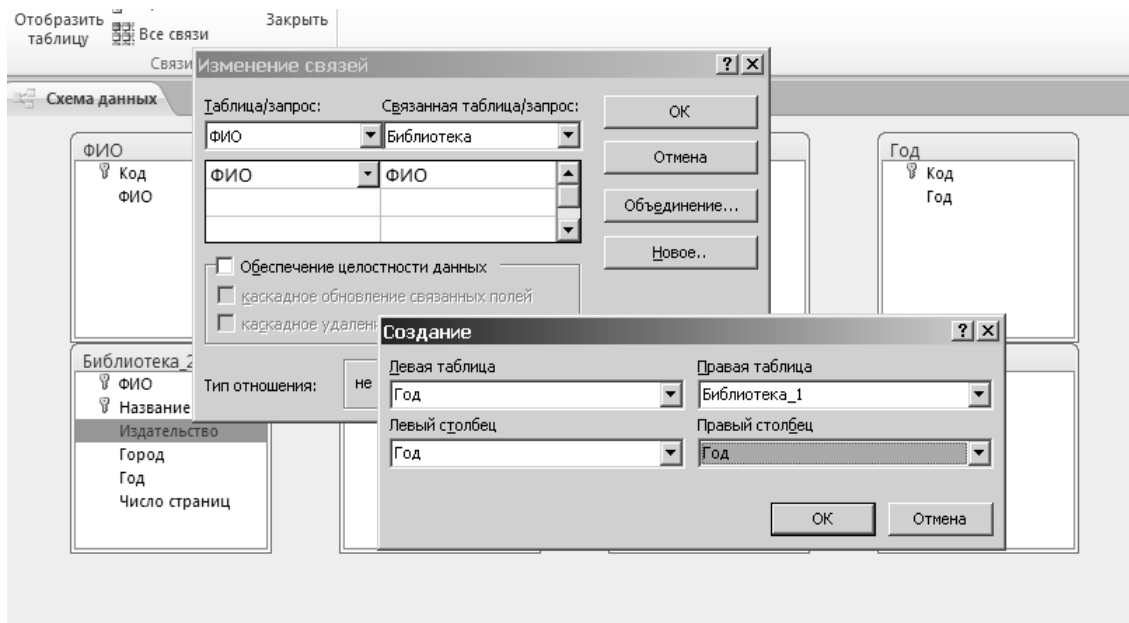 Отобразить
таблицу
Все связи
Закрыть
Связи
Схема данных
Изменение связей
Таблица/запрос:
Связанная таблица/запрос:
ФИО
Библиотека
ФИО
ФИО
Обеспечение целостности данных
каскадное обновление связанных полей
каскадное удален
Тип отношения:
не
OK
Отмена
Объединение...
Новое..
ФИО
Код
ФИО
Год
Код
Год
Библиотека_2
ФИО
Название
Издательство
Город
Год
Число страниц
Создание
Левая таблица
Правая таблица
Год
Библиотека_1
Левый столбец
Правый столбец
Год
Год
OK
Отмена